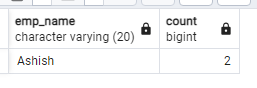 emp_name count
character varying (20) bigint
Ashish 2